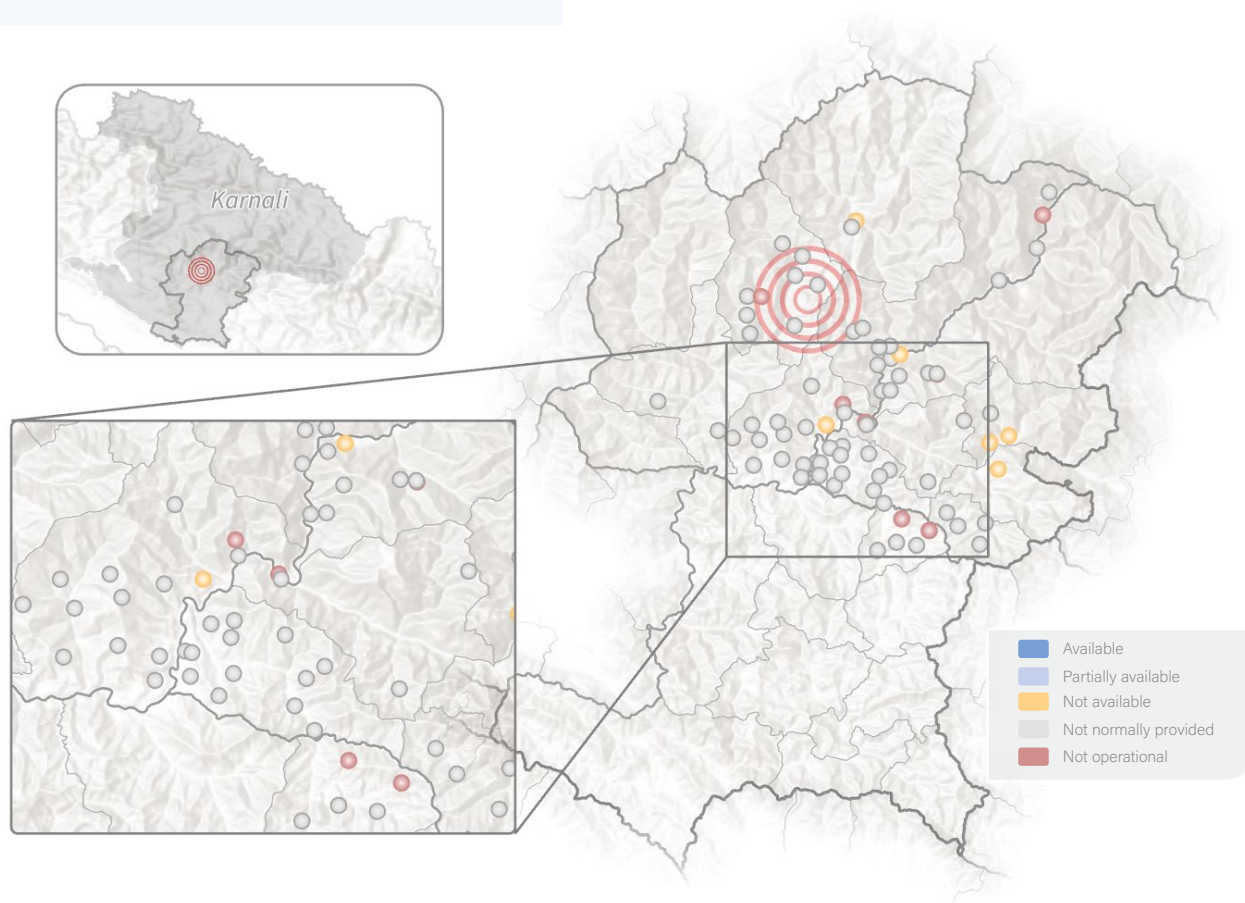 Karnali
Available
Partially available
Not available
Not normally provided
Not operational